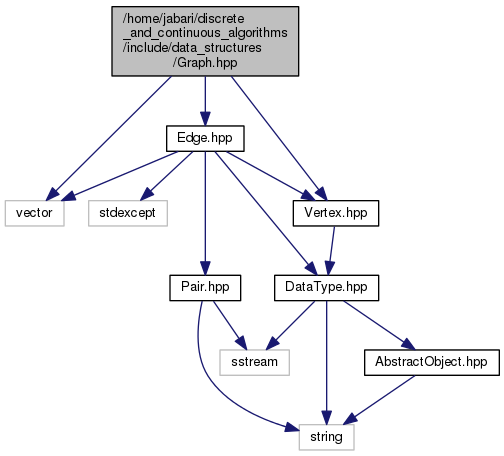 /home/jabari/discrete
_and_continuous_algorithms
/include/data_structures
/Graph.hpp
Edge.hpp
vector
stdexcept
Vertex.hpp
Pair.hpp
DataType.hpp
sstream
AbstractObject.hpp
string